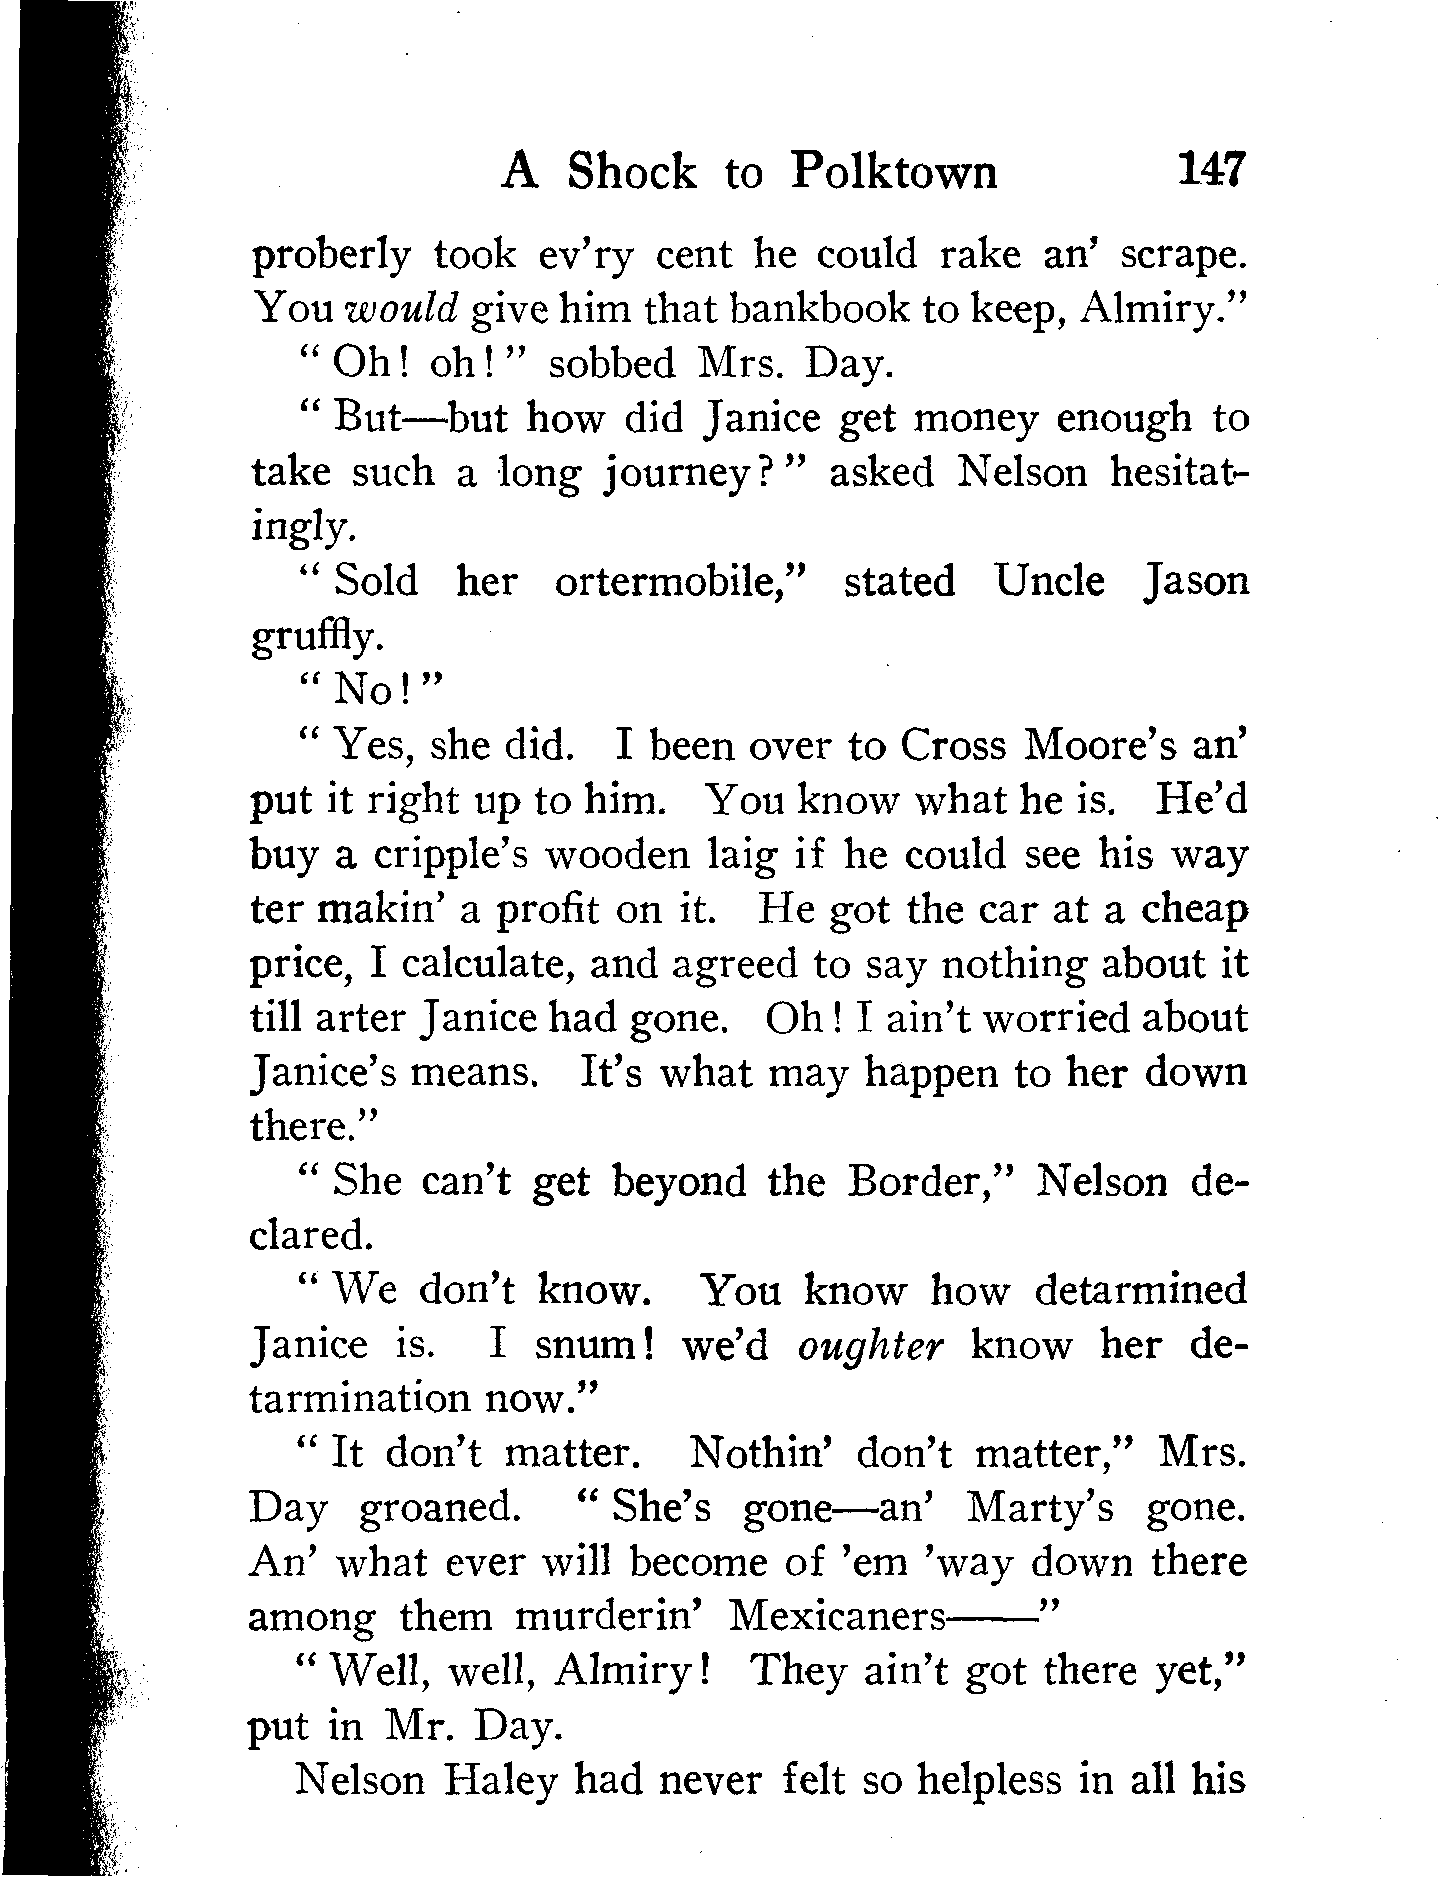 A Shock to Polktown 147
proberly took ev'ry cent he could rake an' scrape.
You would give him that bankbook to keep, Almiry."
" Oh! oh! " sobbed Mrs. Day.
" But—but how did Janice get money enough to
take such a long journey? " asked Nelson hesitat-
ingly.
" Sold her ortermobile," stated Uncle Jason
gruffly.
" No! "
" Yes, she did. I been over to Cross Moore's an'
put it right up to him. You know what he is. He'd
buy a cripple's wooden laig if he could see his way
ter makin' a profit on it. He got the car at a cheap
price, I calculate, and agreed to say nothing about it
till arter Janice had gone. Oh! I ain't worried about
Janice's means. It's what may happen to her down
there."
" She can't get beyond the Border," Nelson de-
clared.
" We don't know. You know how detarmined
Janice is. I snum! we'd oughter know her de-
tarmination now."
" It don't matter. Nothin' don't matter," Mrs.
Day groaned. " She's gone—an' Marty's gone.
An' what ever will become of 'em 'way down there
among them murderin' Mexicaners——"
" Well, well, Almiry! They ain't got there yet,"
put in Mr. Day.
Nelson Haley had never felt so helpless in all his